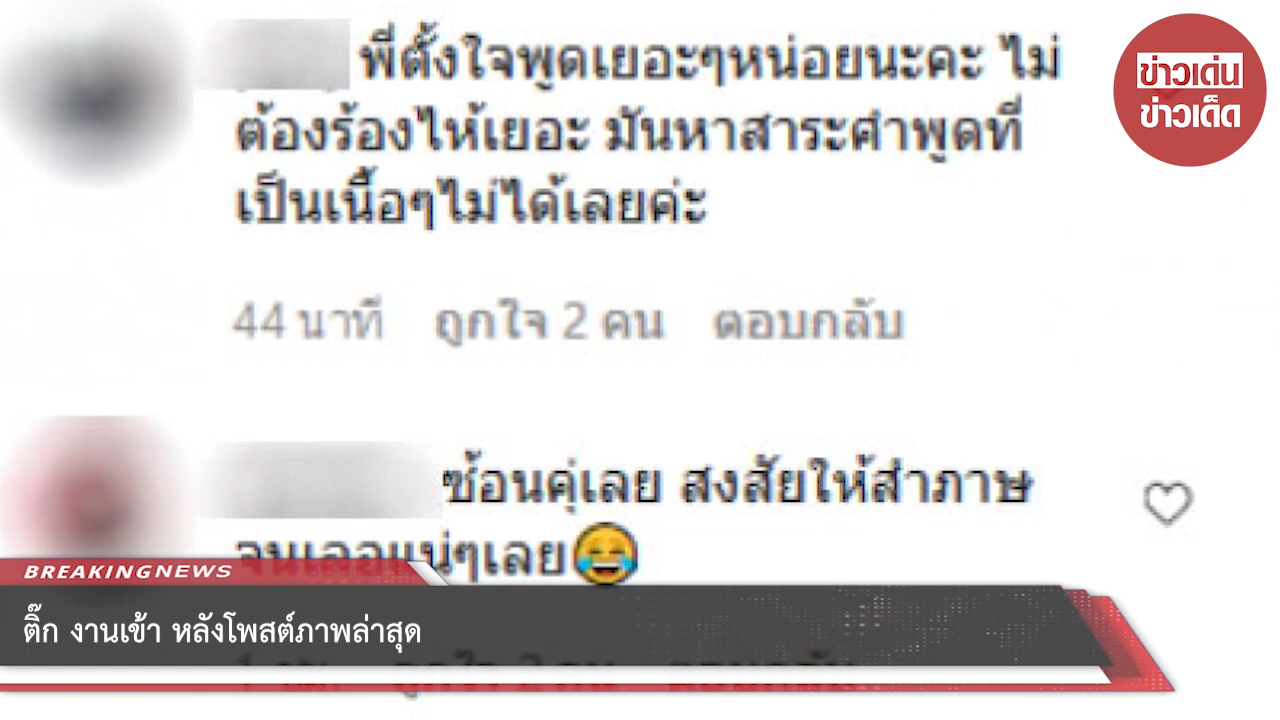 พี่ตั้งใจพูดเยอะๆหน่อยนะคะ ไม่
ต้องร้องไห้เยอะ มันหาสาระคำพูดที่
เป็นเนื้อๆไม่ได้เลยค่ะ
44 นาที ถูกใจ 2 คน ตอบกลับ
ข่าวเด่น
ข่าวเด็ด
ซ้อนคุ่เลย สงสัยให้สำภาษ
จนเลอแน่ๆเลย😂
BREAKING NEWS
ติ๊ก งานเข้า หลังโพสต์ภาพล่าสุด